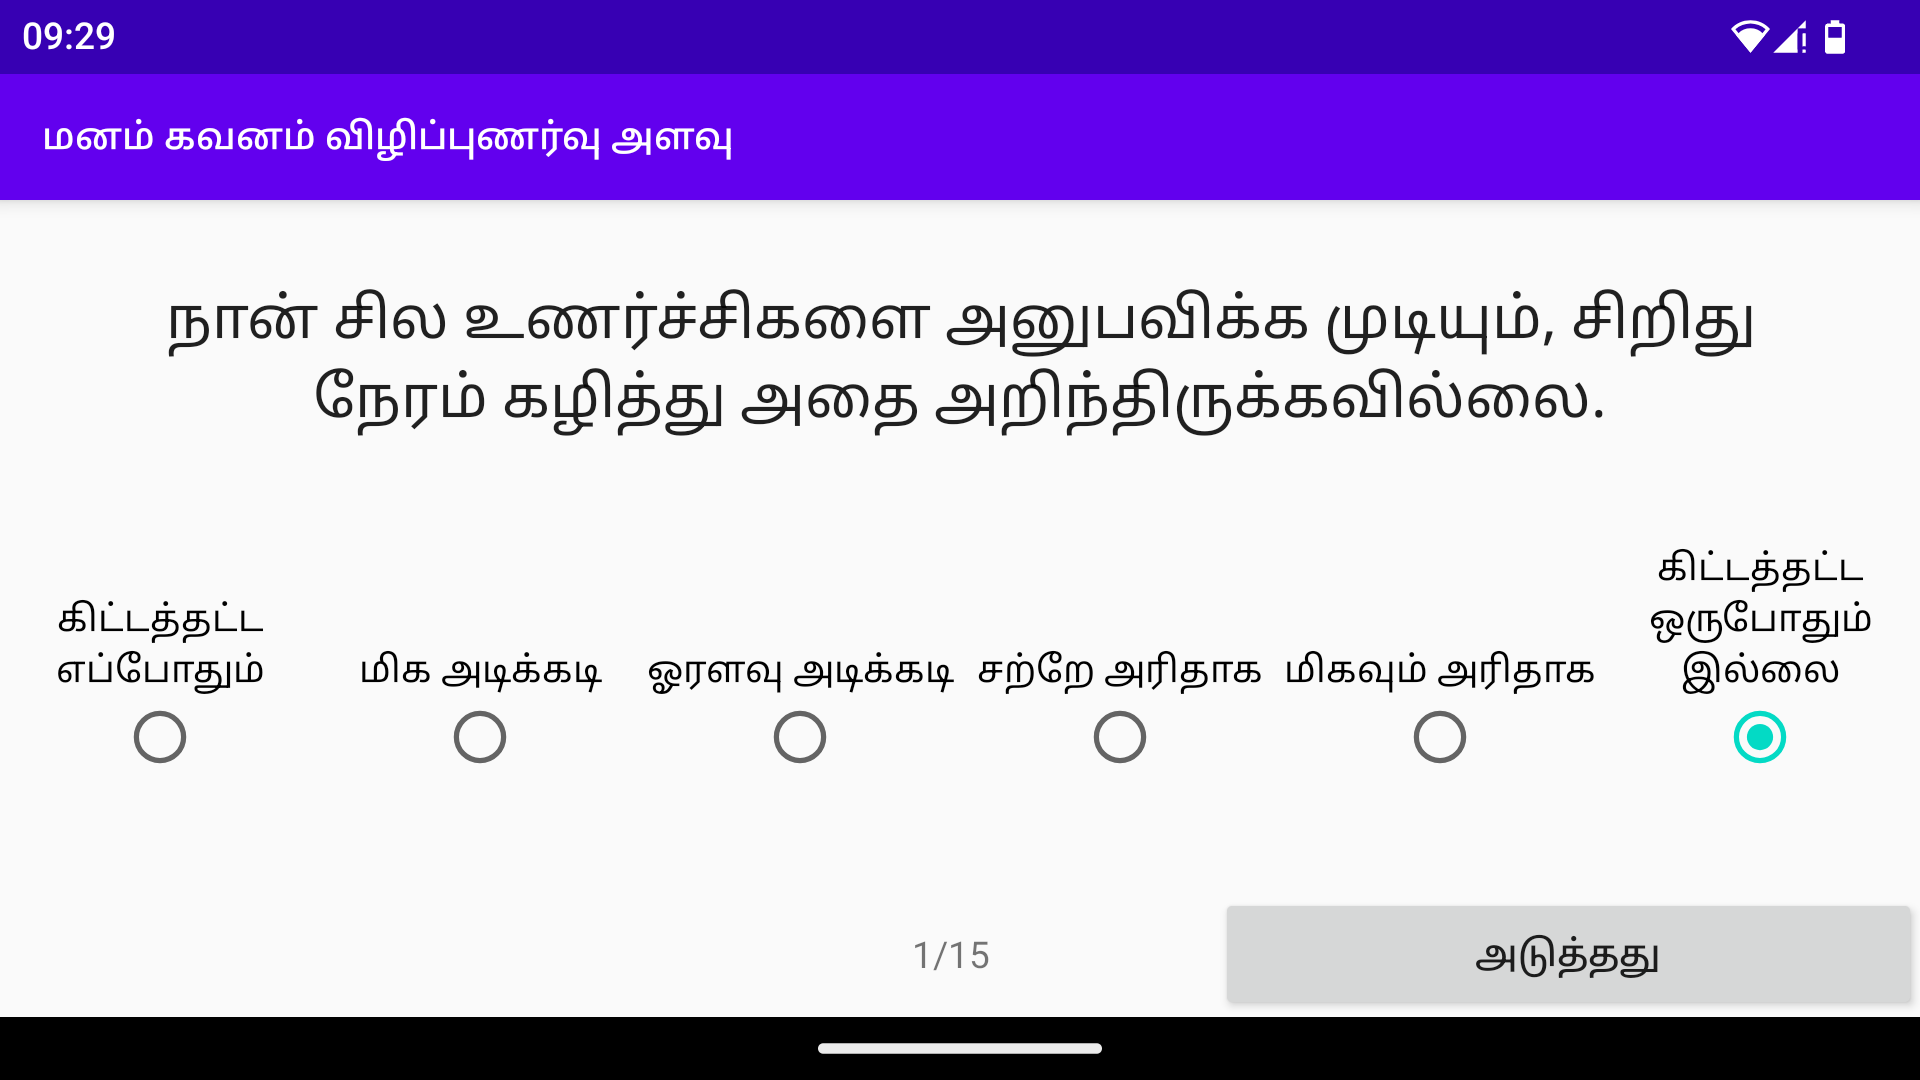 09:29
மனம் கவனம் விழிப்புணர்வு அளவு
நான் சில உணர்ச்சிகளை அனுபவிக்க முடியும், சிறிது
நேரம் கழித்து அதை அறிந்திருக்கவில்லை.
கிட்டத்தட்ட
எப்போதும்
மிக அடிக்கடி
ஓரளவு அடிக்கடி
சற்றே அரிதாக
மிகவும் அரிதாக
கிட்டத்தட்ட
ஒருபோதும்
இல்லை
1/15
அடுத்தது